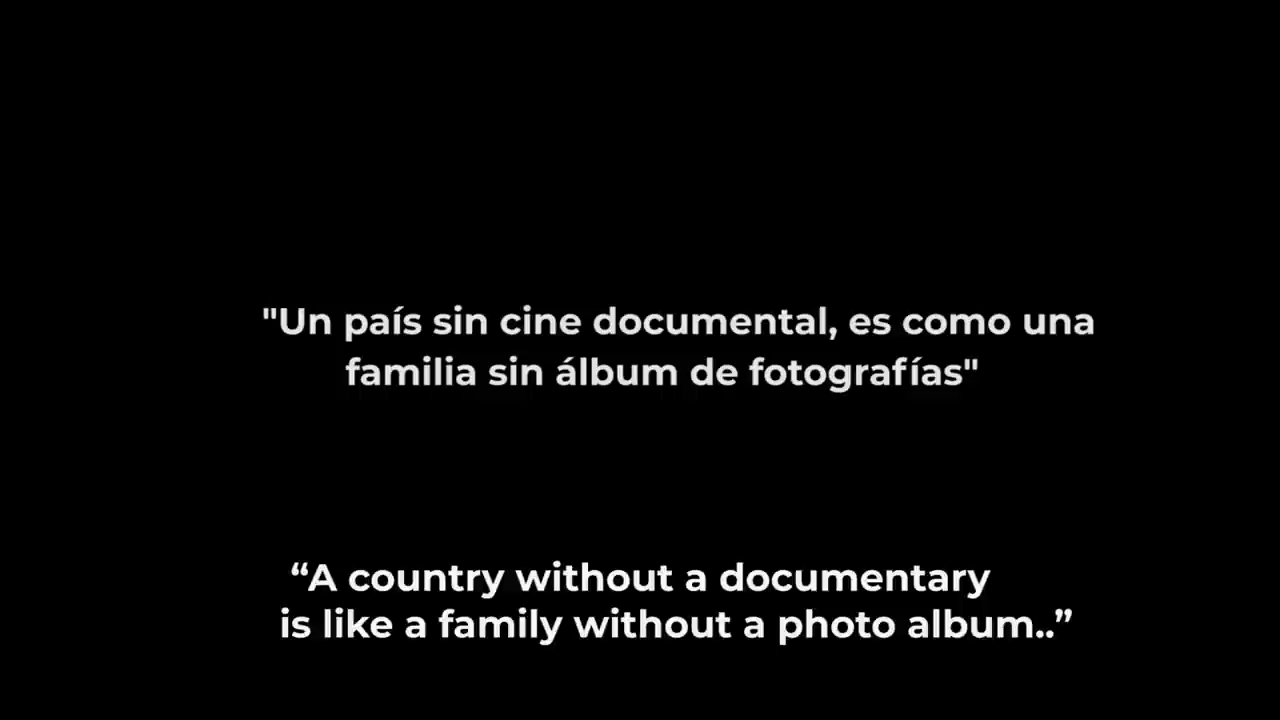 "Un país sin cine documental, es como una
familia sin álbum de fotografías"
“A country without a documentary
is like a family without a photo album..”